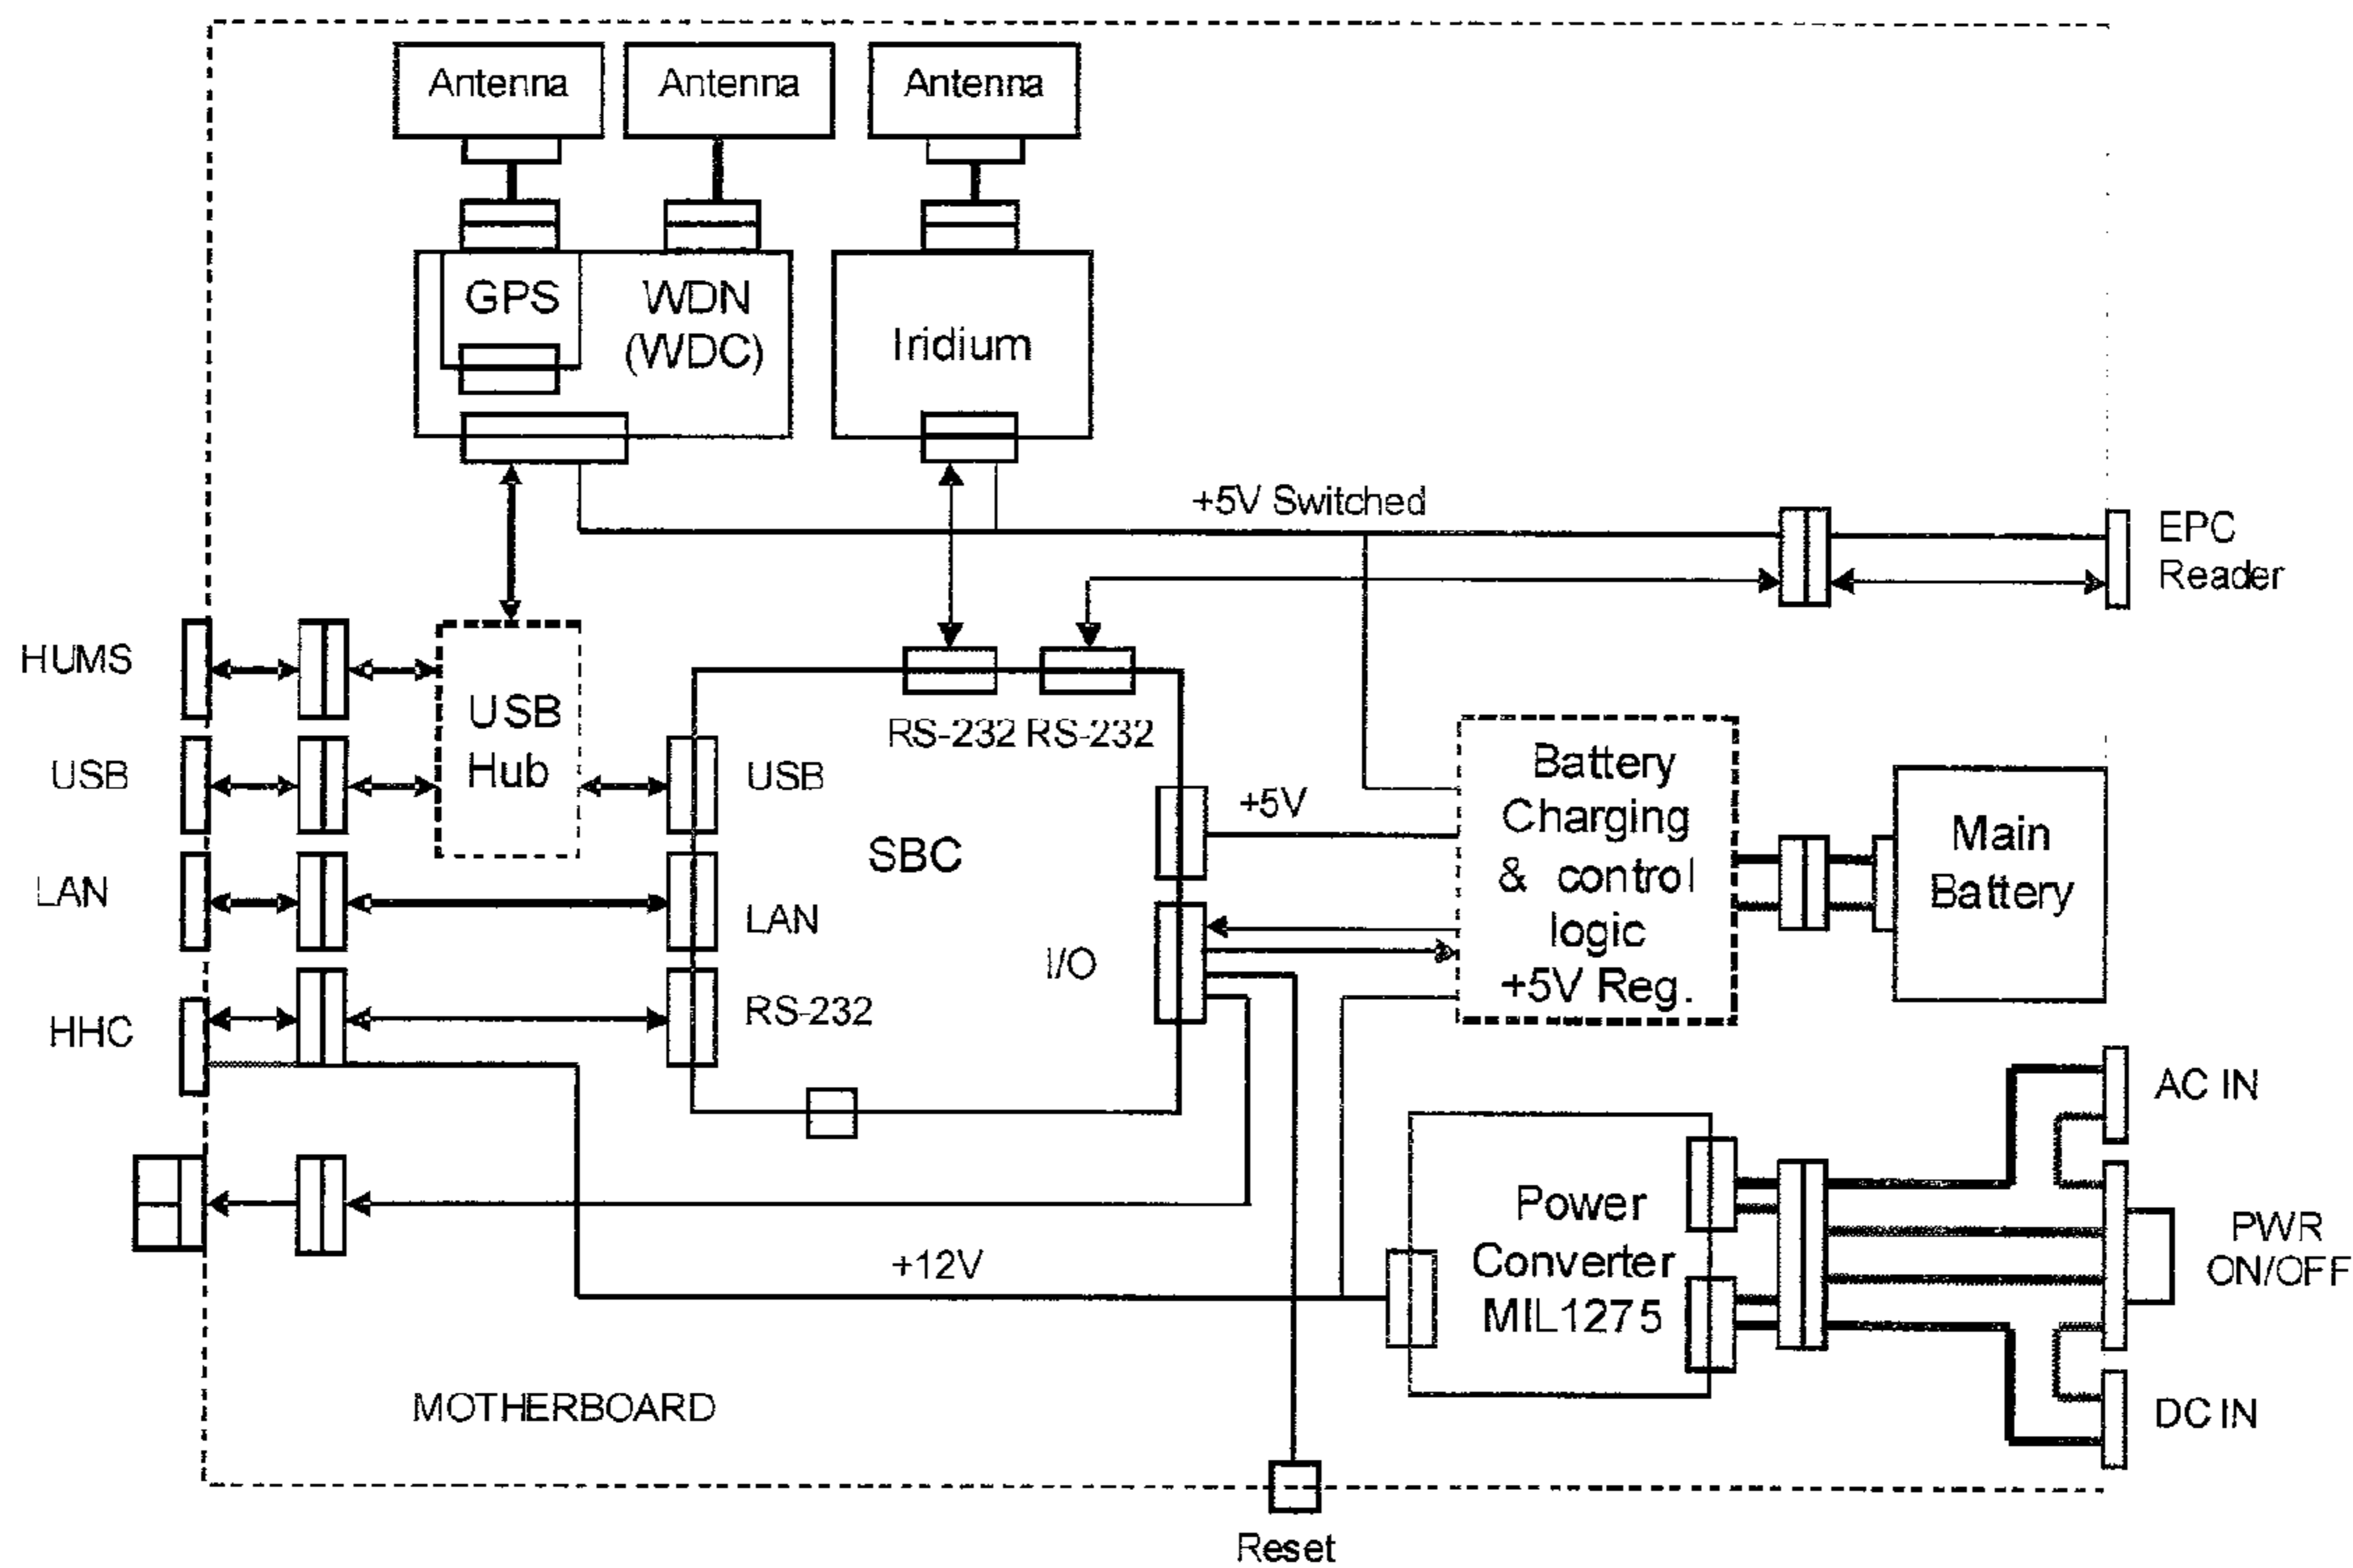 Antenna
Antenna
Antenna
GPS
WDN
(WDC)
Iridium
+5V Switched
EPC
Reader
HUMS
USB
LAN
HHC
USB
Hub
RS-232
RS-232
USB
SBC
LAN
I/O
RS-232
+5V
Battery
Charging
& control
logic
+5V Reg.
Main
Battery
AC IN
PWR
ON/OFF
DC IN
Power
Converter
MIL1275
+12V
MOTHERBOARD
Reset